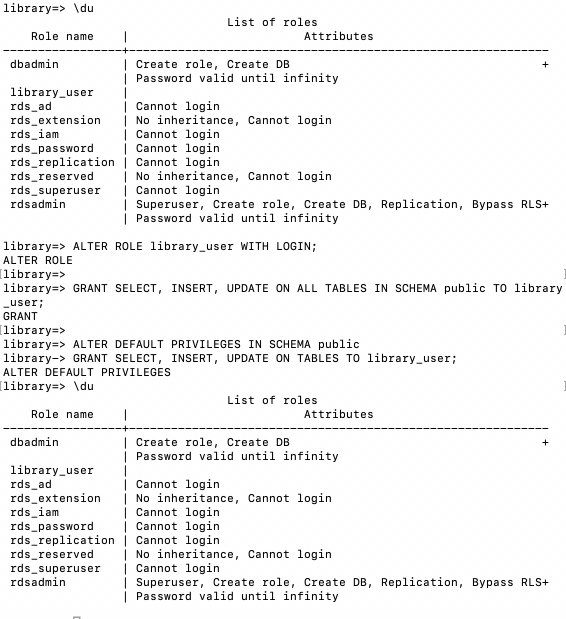 library=> \du
List of roles
Role name | Attributes
-----------------+-----------------------------------------------------------
dbadmin | Create role, Create DB +
| Password valid until infinity
library_user |
rds_ad | Cannot login
rds_extension | No inheritance, Cannot login
rds_iam | Cannot login
rds_password | Cannot login
rds_replication | Cannot login
rds_reserved | No inheritance, Cannot login
rds_superuser | Cannot login
rdsadmin | Superuser, Create role, Create DB, Replication, Bypass RLS+
| Password valid until infinity
library=> ALTER ROLE library_user WITH LOGIN;
ALTER ROLE
[library=> ]
library=> GRANT SELECT, INSERT, UPDATE ON ALL TABLES IN SCHEMA public TO library
_user;
GRANT
[library=> ]
library=> ALTER DEFAULT PRIVILEGES IN SCHEMA public
library-> GRANT SELECT, INSERT, UPDATE ON TABLES TO library_user;
ALTER DEFAULT PRIVILEGES
[library=> \du ]
List of roles
Role name | Attributes
-----------------+-----------------------------------------------------------
dbadmin | Create role, Create DB +
| Password valid until infinity
library_user |
rds_ad | Cannot login
rds_extension | No inheritance, Cannot login
rds_iam | Cannot login
rds_password | Cannot login
rds_replication | Cannot login
rds_reserved | No inheritance, Cannot login
rds_superuser | Cannot login
rdsadmin | Superuser, Create role, Create DB, Replication, Bypass RLS+
| Password valid until infinity